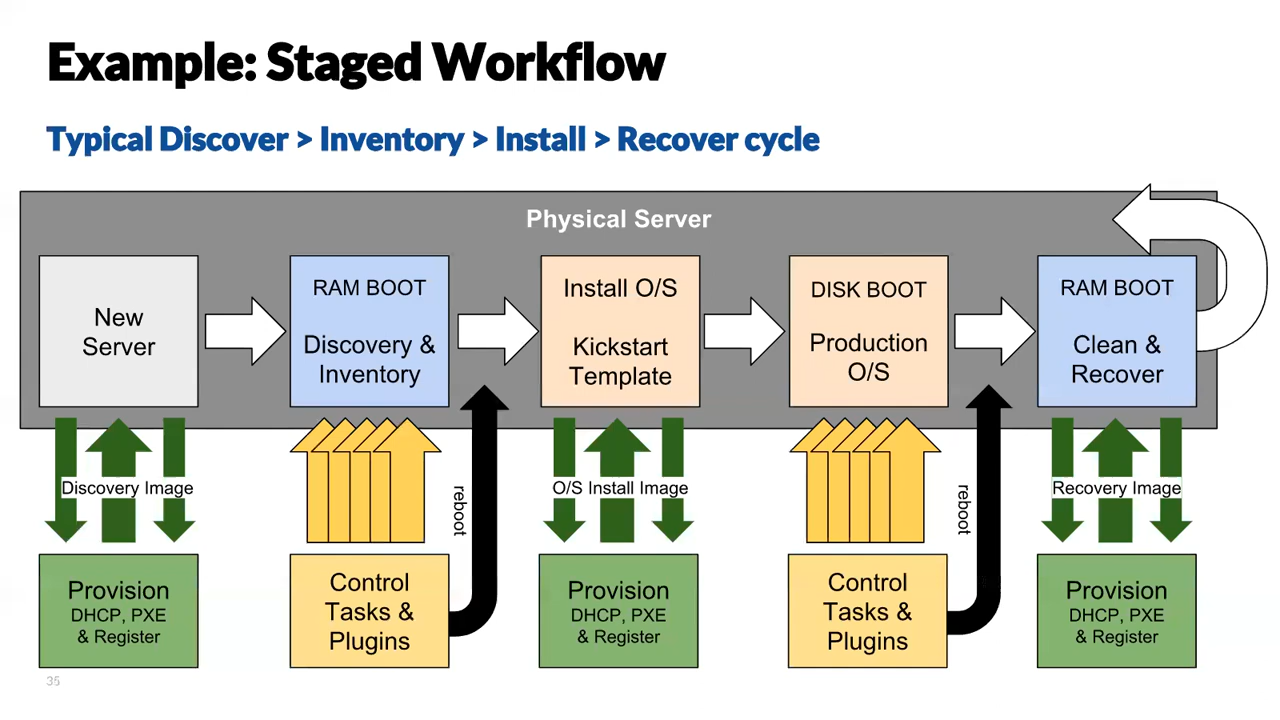 Example: Staged Workflow
Typical Discover > Inventory > Install > Recover cycle
Physical Server
New
Server
RAM BOOT
Discovery &
Inventory
Install O/S
Kickstart
Template
DISK BOOT
Production
O/S
RAM BOOT
Clean &
Recover
Discovery Image
reboot
O/S Install Image
reboot
Recovery Image
Provision
DHCP, PXE
& Register
Control
Tasks &
Plugins
Provision
DHCP, PXE
& Register
Control
Tasks &
Plugins
Provision
DHCP, PXE
& Register
35